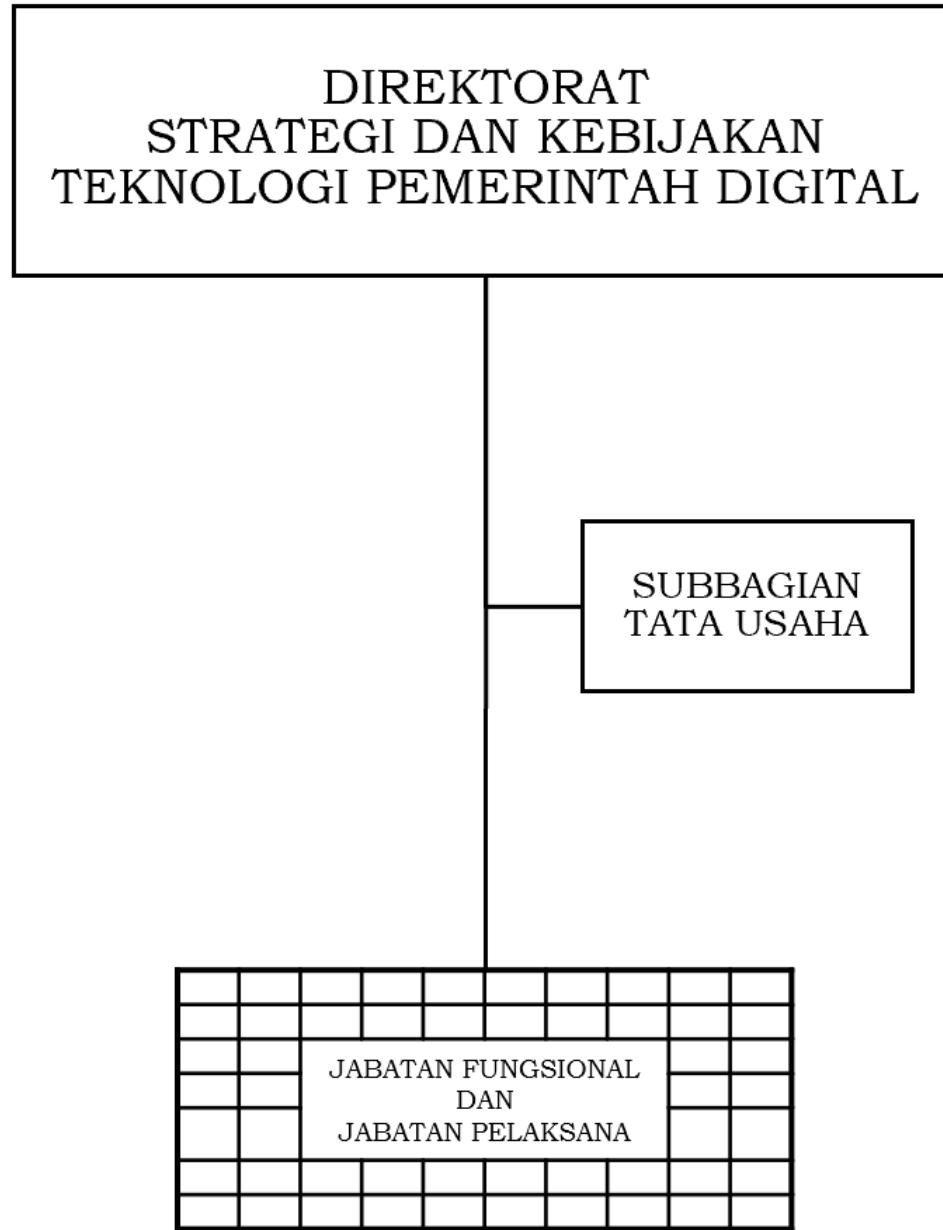 DIREKTORAT
STRATEGI DAN KEBIJAKAN
TEKNOLOGI PEMERINTAH DIGITAL
SUBBAGIAN
TATA USAHA
JABATAN FUNGSIONAL
DAN
JABATAN PELAKSANA